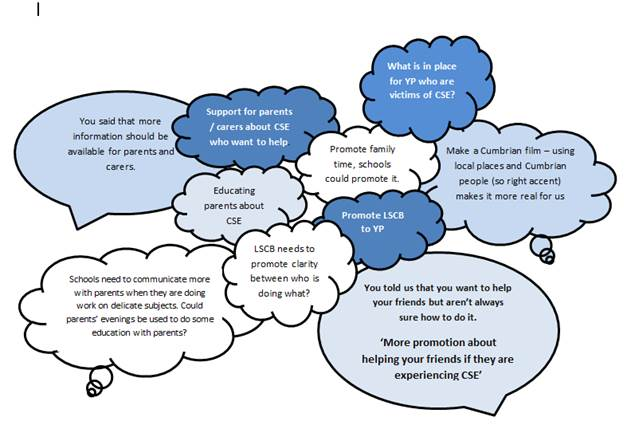 What is in place
for YP who are
victims of CSE?
You said that more
information should be
available for parents and
carers.
Support for parents
/ carers about CSE
who want to help.
Promote family
time, schools
could promote it.
Make a Cumbrian film – using
local places and Cumbrian
people (so right accent)
makes it more real for us
Educating
parents about
CSE
Promote LSCB
to YP
LSCB needs to
promote clarity
between who is
doing what?
Schools need to communicate more
with parents when they are doing
work on delicate subjects. Could
parents' evenings be used to do some
education with parents?
You told us that you want to help
your friends but aren't always
sure how to do it.
'More promotion about
helping your friends if they are
experiencing CSE'